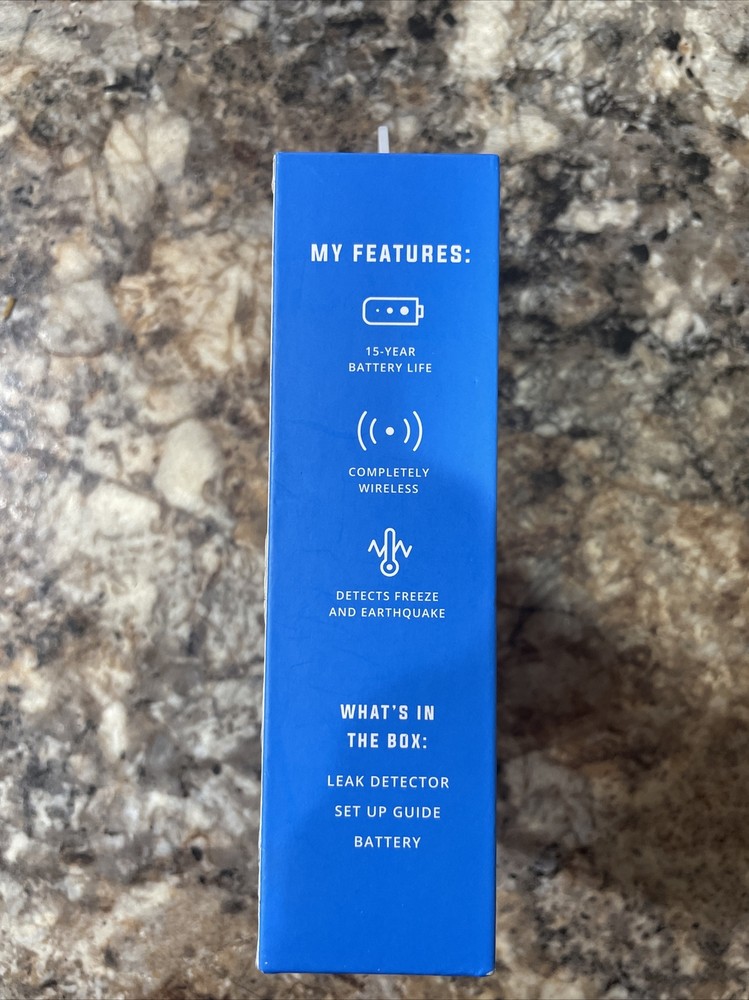 MY FEATURES:
15-YEAR
BATTERY LIFE
COMPLETELY
WIRELESS
DETECTS FREEZE
AND EARTHQUAKE
WHAT'S IN
THE BOX:
LEAK DETECTOR
SET UP GUIDE
BATTERY